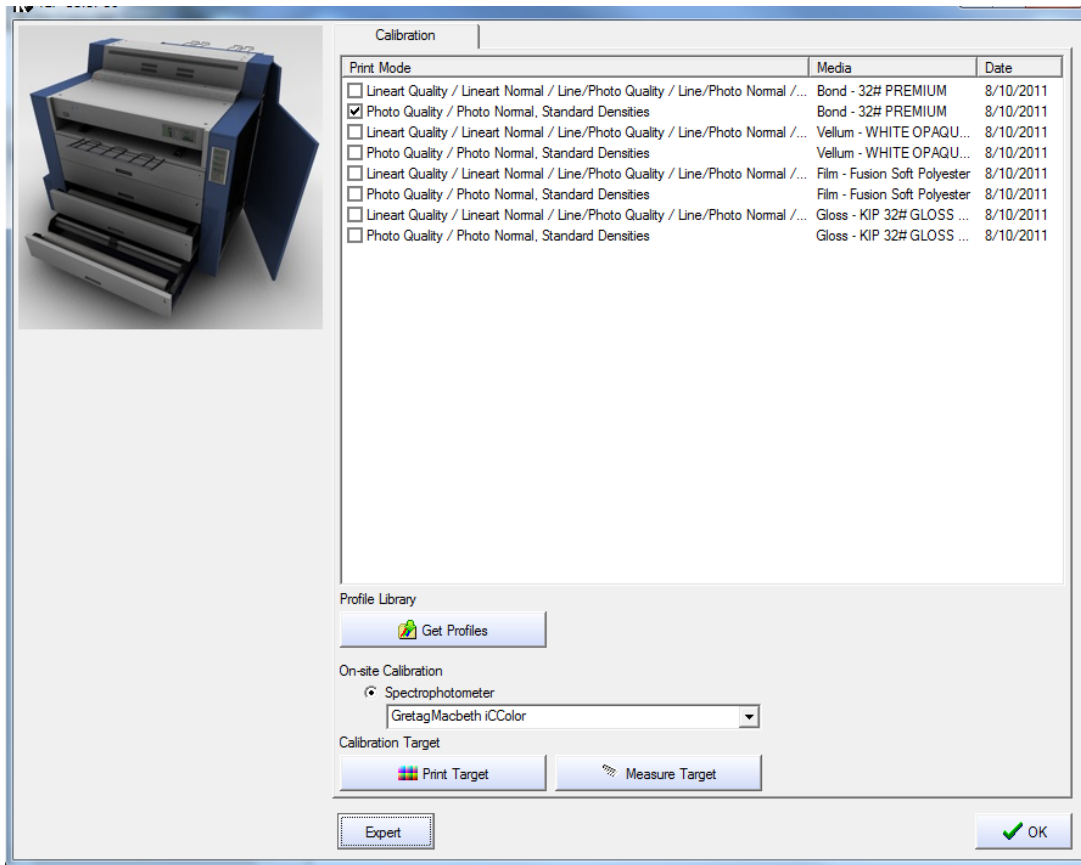 Calibration
Print Mode Media Date
Lineart Quality / Lineart Normal / Line/Photo Quality / Line/Photo Normal /... Bond - 32# PREMIUM 8/10/2011
Photo Quality / Photo Normal, Standard Densities Bond - 32# PREMIUM 8/10/2011
Lineart Quality / Lineart Normal / Line/Photo Quality / Line/Photo Normal /... Vellum - WHITE OPAQU... 8/10/2011
Photo Quality / Photo Normal, Standard Densities Vellum - WHITE OPAQU... 8/10/2011
Lineart Quality / Lineart Normal / Line/Photo Quality / Line/Photo Normal /... Film - Fusion Soft Polyester 8/10/2011
Photo Quality / Photo Normal, Standard Densities Film - Fusion Soft Polyester 8/10/2011
Lineart Quality / Lineart Normal / Line/Photo Quality / Line/Photo Normal /... Gloss - KIP 32# GLOSS ... 8/10/2011
Photo Quality / Photo Normal, Standard Densities Gloss - KIP 32# GLOSS ... 8/10/2011
Profile Library
Get Profiles
On-site Calibration
Spectrophotometer
GretagMacbeth iCColor
Calibration Target
Print Target Measure Target
Expert OK